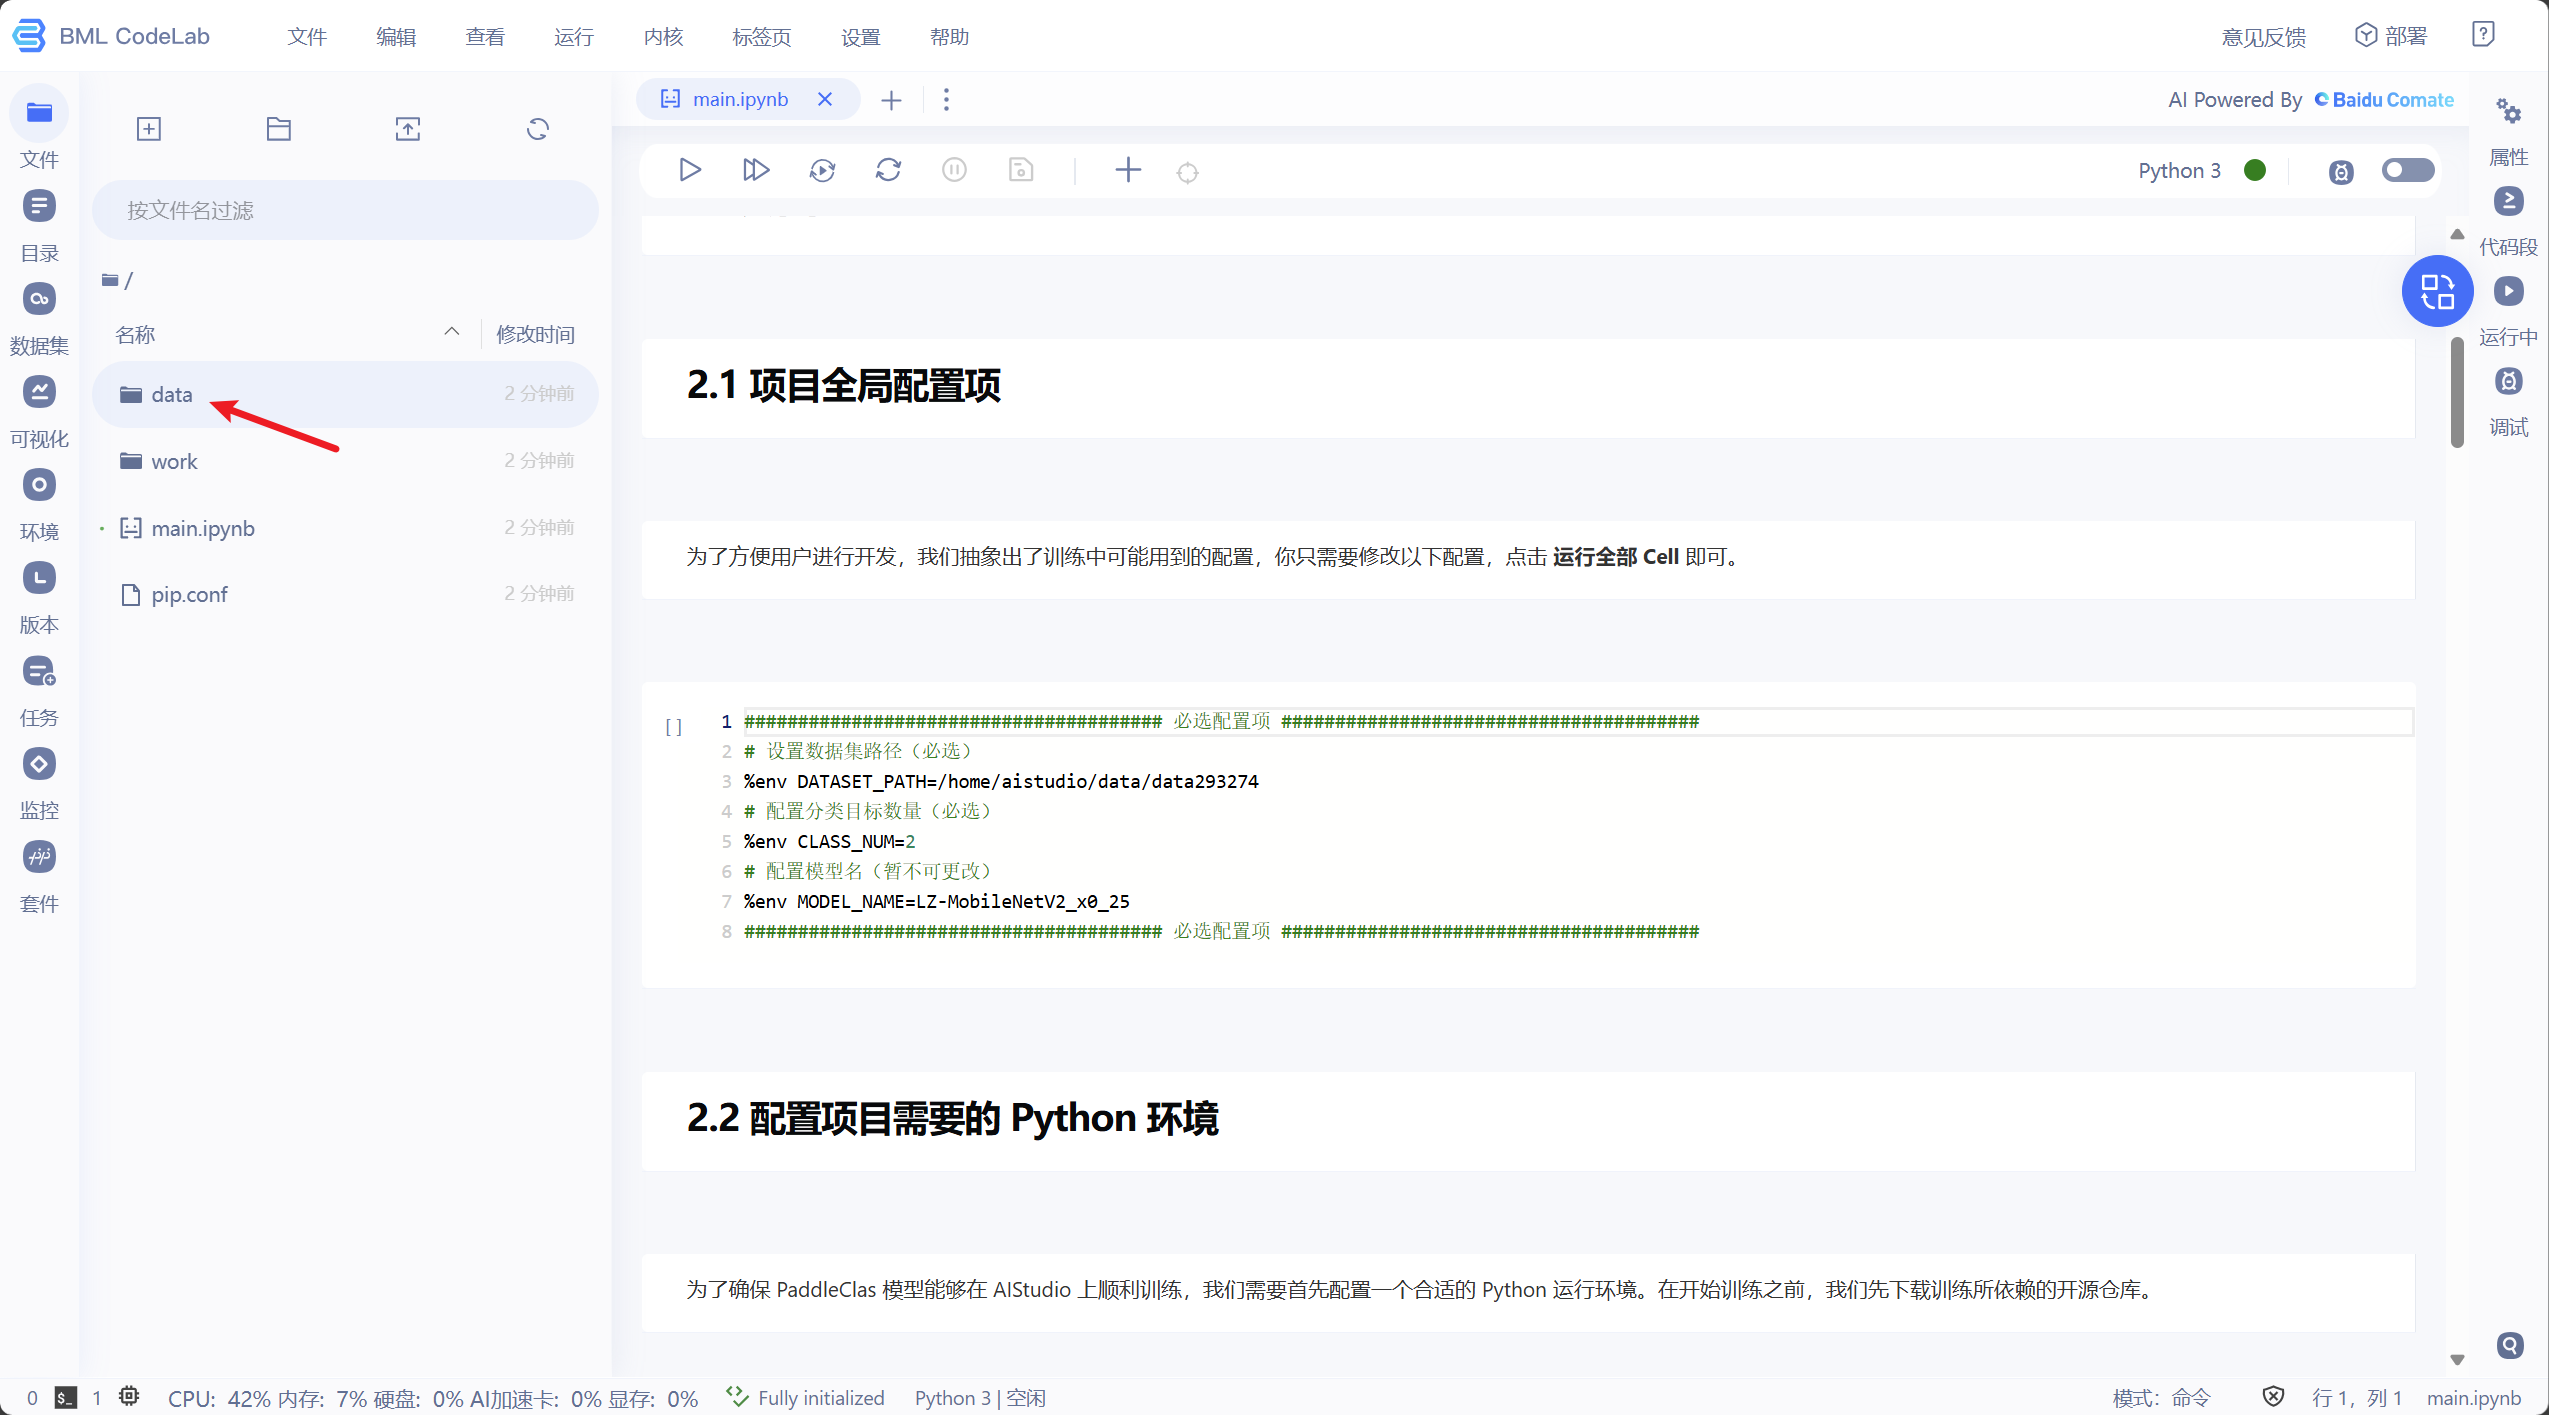 BML CodeLab 文件 编辑 查看 运行 内核 标签页 设置 帮助 意见反馈 部署
main.ipynb AI Powered By Baidu Comate
Python 3
文件
目录
数据集
可视化
环境
版本
任务
监控
套件
按文件名过滤
/
名称 修改时间
data 2 分钟前
work 2 分钟前
main.ipynb 2 分钟前
pip.conf 2 分钟前
2.1 项目全局配置项
为了方便用户进行开发，我们抽象出了训练中可能用到的配置，你只需要修改以下配置，点击 运行全部 Cell 即可。
[ ]
1 ####################################### 必选配置项 #######################################
2 # 设置数据集路径（必选）
3 %env DATASET_PATH=/home/aistudio/data/data293274
4 # 配置分类目标数量（必选）
5 %env CLASS_NUM=2
6 # 配置模型名（暂不可更改）
7 %env MODEL_NAME=LZ-MobileNetV2_x0_25
8 ####################################### 必选配置项 #######################################
2.2 配置项目需要的 Python 环境
为了确保 PaddleClas 模型能够在 AIStudio 上顺利训练，我们需要首先配置一个合适的 Python 运行环境。在开始训练之前，我们先下载训练所依赖的开源仓库。
属性
代码段
运行中
调试
0 1 CPU: 42% 内存: 7% 硬盘: 0% AI加速卡: 0% 显存: 0% Fully initialized Python 3 | 空闲 模式: 命令 行 1，列 1 main.ipynb